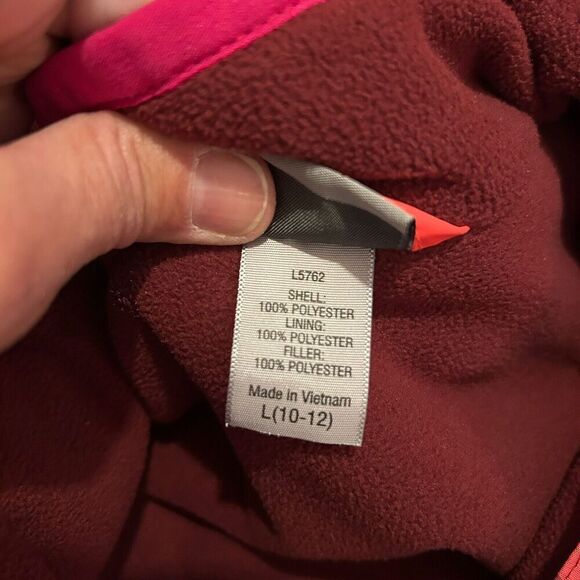 L5762
SHELL:
100% POLYESTER
LINING:
100% POLYESTER
FILLER:
100% POLYESTER
Made in Vietnam
L(10-12)